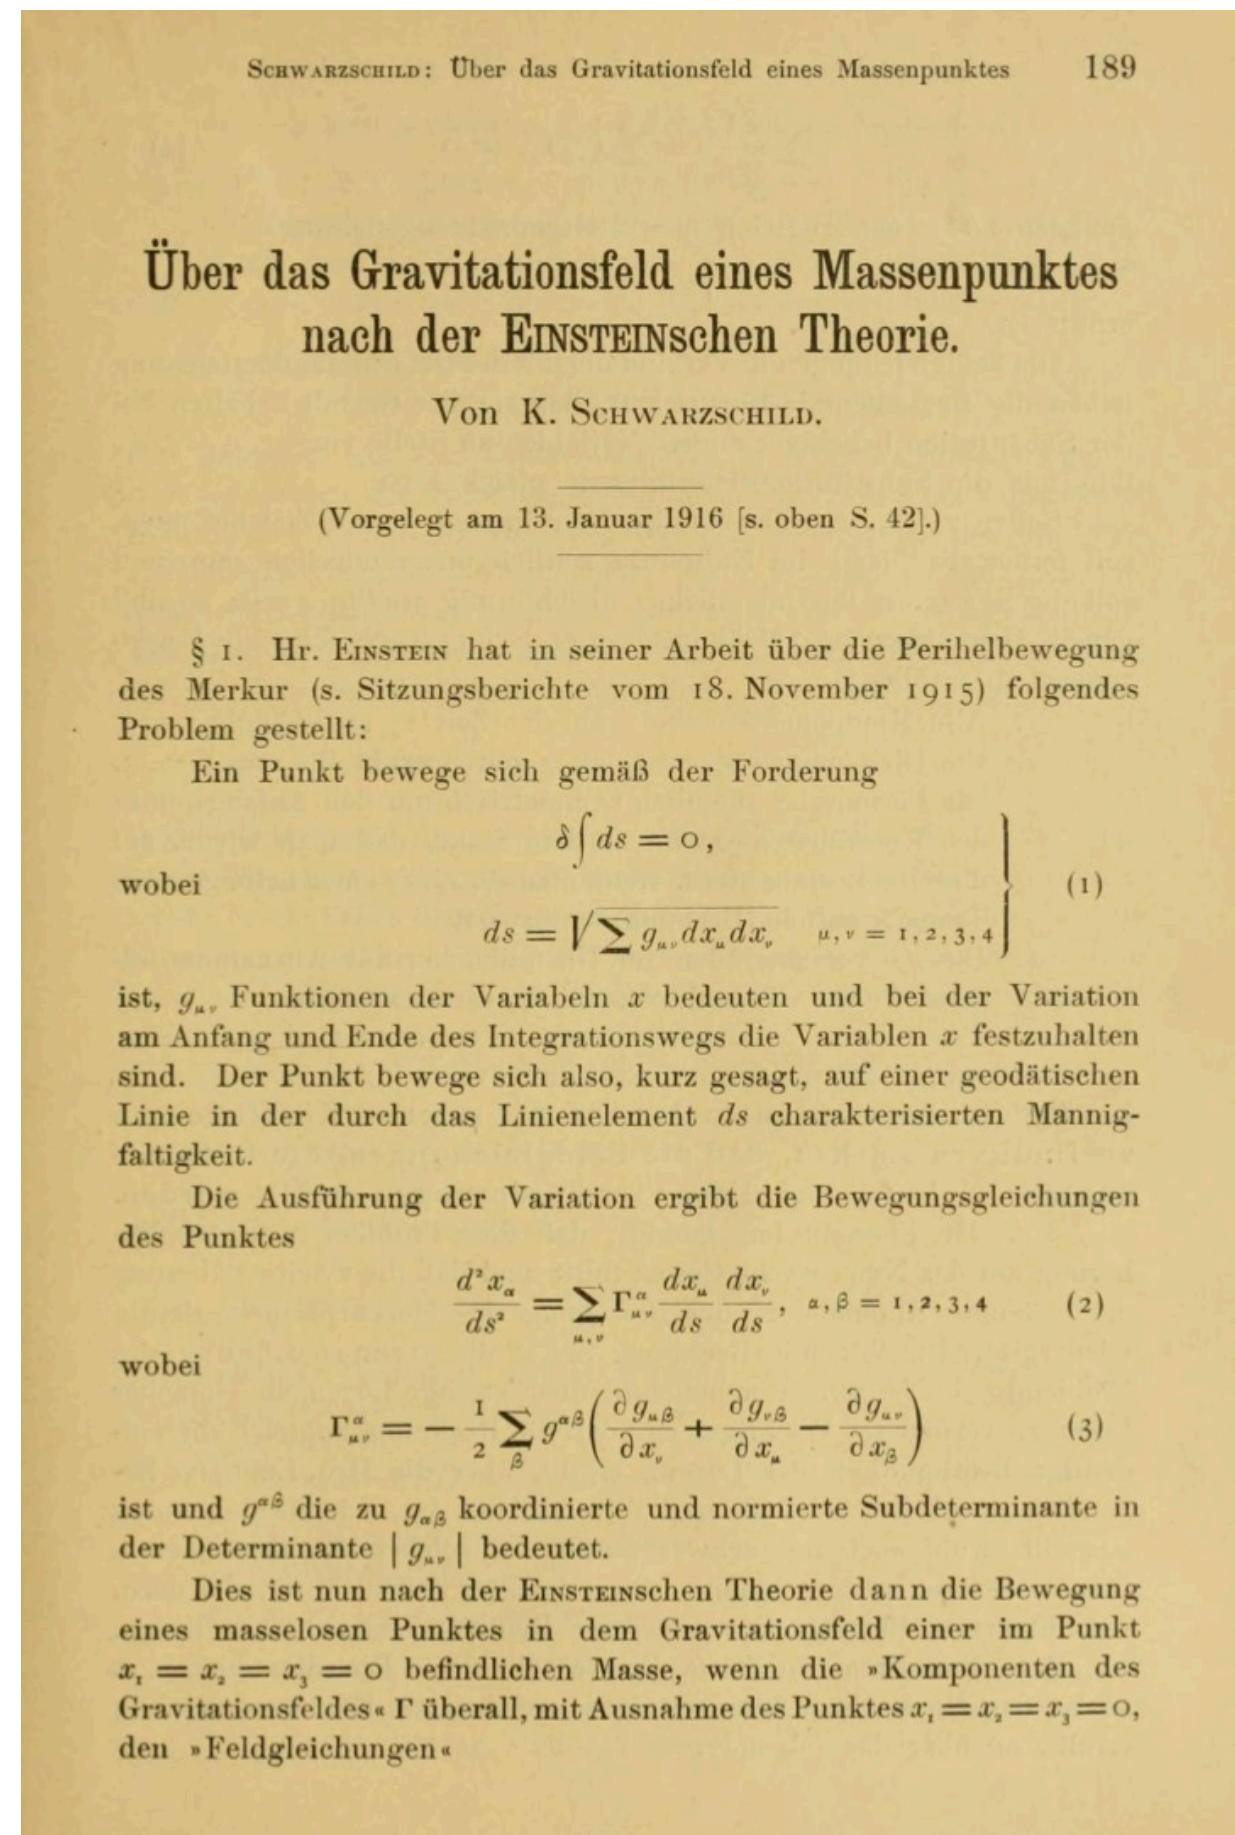 SCHWARZSCHILD: Über das Gravitationsfeld eines Massenpunktes 189
Über das Gravitationsfeld eines Massenpunktes
nach der EINSTEINschen Theorie.
Von K. SCHWARZSCHILD.
(Vorgelegt am 13. Januar 1916 [s. oben S. 42].)
§ 1. Hr. EINSTEIN hat in seiner Arbeit über die Perihelbewegung
des Merkur (s. Sitzungsberichte vom 18. November 1915) folgendes
Problem gestellt:
Ein Punkt bewege sich gemäß der Forderung
δ∫ds = 0,
wobei (1)
ds = √(Σ g_μν dx_μ dx_ν) μ, ν = 1, 2, 3, 4
ist, g_μν Funktionen der Variabeln x bedeuten und bei der Variation
am Anfang und Ende des Integrationswegs die Variablen x festzuhalten
sind. Der Punkt bewege sich also, kurz gesagt, auf einer geodätischen
Linie in der durch das Linienelement ds charakterisierten Mannig-
faltigkeit.
Die Ausführung der Variation ergibt die Bewegungsgleichungen
des Punktes
d²x_α/ds² = Σ_μ,ν Γ^α_μν dx_μ/ds dx_ν/ds, α, β = 1, 2, 3, 4 (2)
wobei
Γ^α_μν = − 1/2 Σ_β g^αβ (∂g_μβ/∂x_ν + ∂g_νβ/∂x_μ − ∂g_μν/∂x_β) (3)
ist und g^αβ die zu g_αβ koordinierte und normierte Subdeterminante in
der Determinante | g_μν | bedeutet.
Dies ist nun nach der EINSTEINschen Theorie dann die Bewegung
eines masselosen Punktes in dem Gravitationsfeld einer im Punkt
x₁ = x₂ = x₃ = 0 befindlichen Masse, wenn die »Komponenten des
Gravitationsfeldes« Γ überall, mit Ausnahme des Punktes x₁ = x₂ = x₃ = 0,
den »Feldgleichungen«